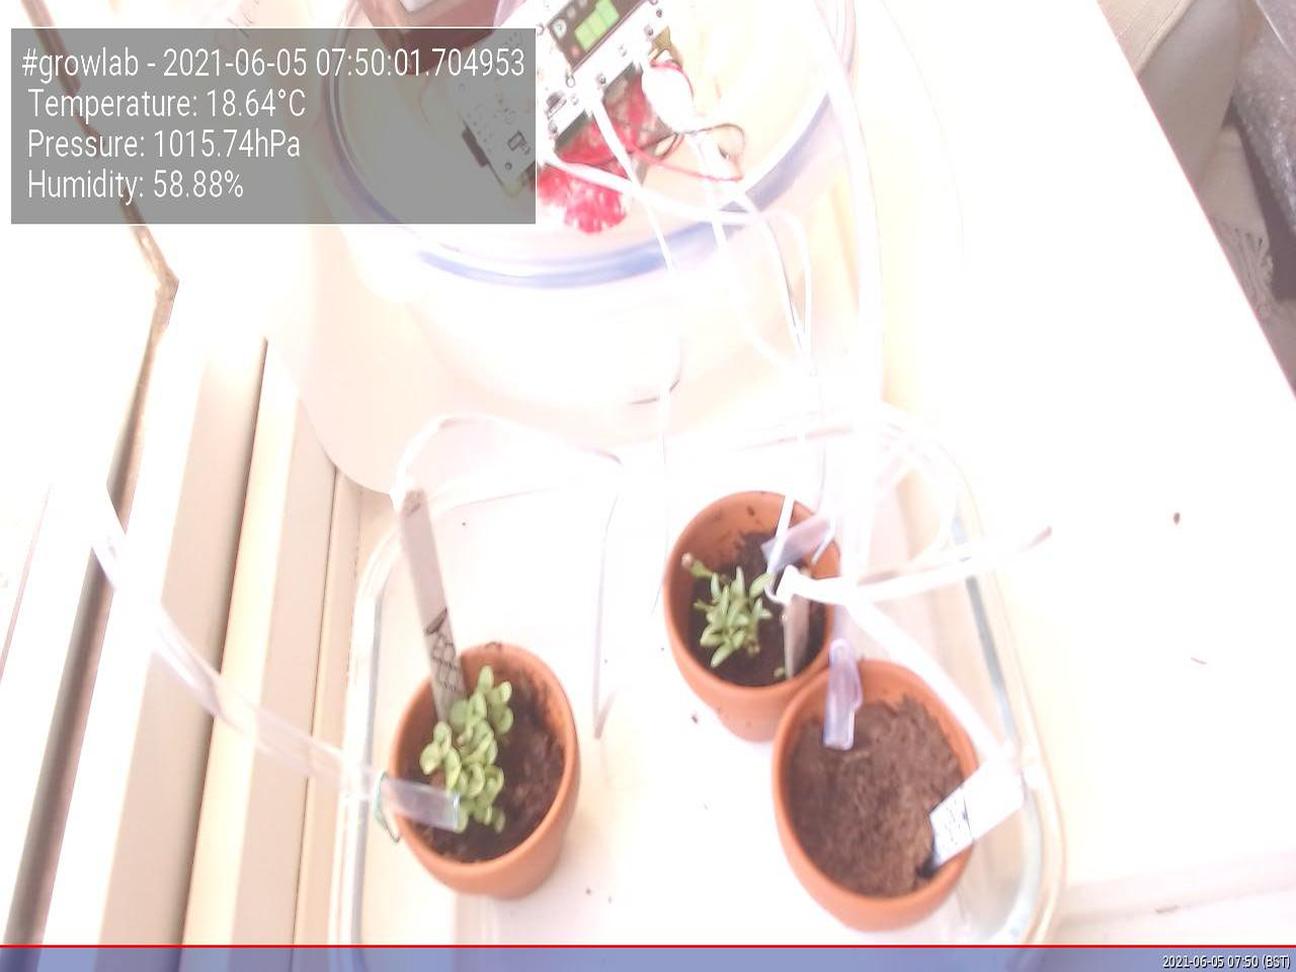 #growlab - 2021-06-05 07:50:01.704953
Temperature: 18.64°C
Pressure: 1015.74hPa
Humidity: 58.88%
2021-06-05 07:50 (BST)